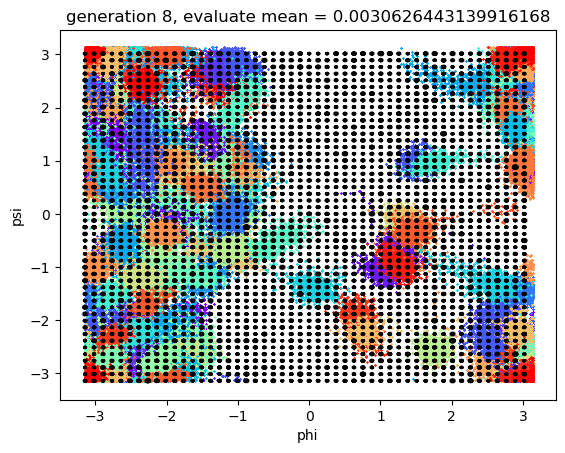 generation 8, evaluate mean = 0.0030626443139916168
3
2
1
0
−1
−2
−3
psi
−3 −2 −1 0 1 2 3
phi